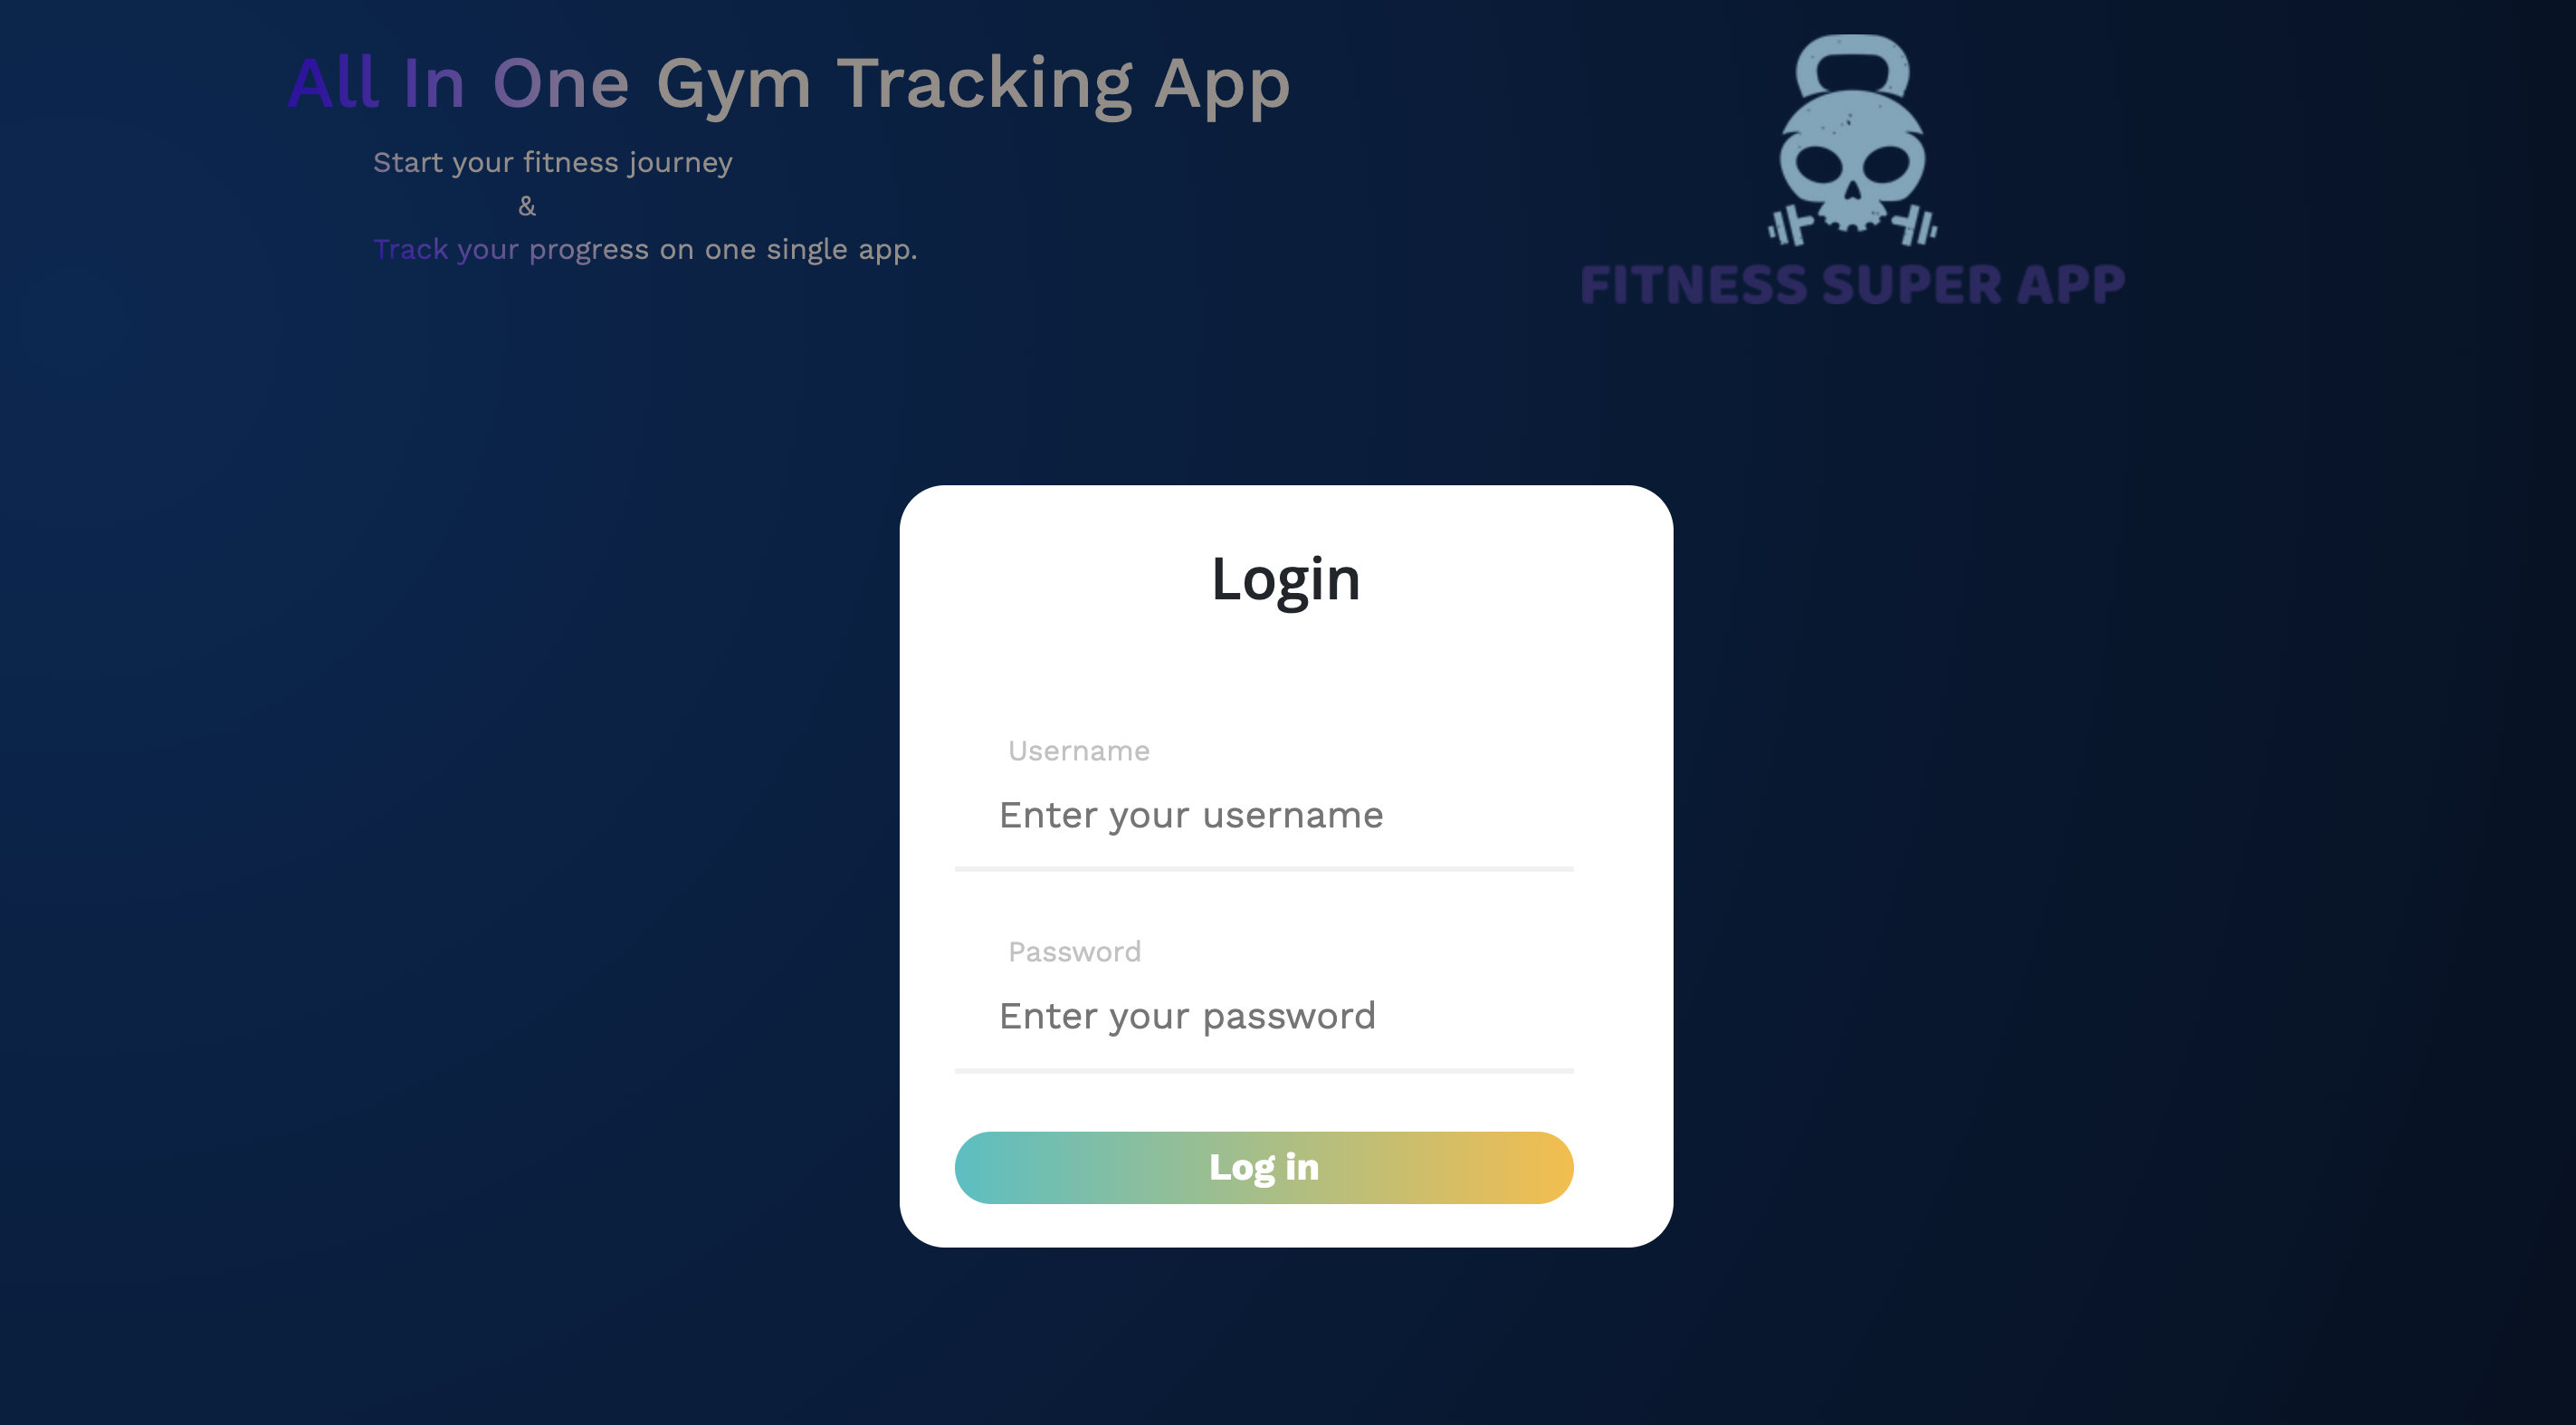 All In One Gym Tracking App
Start your fitness journey
&
Track your progress on one single app.
FITNESS SUPER APP
Login
Username
Enter your username
Password
Enter your password
Log in